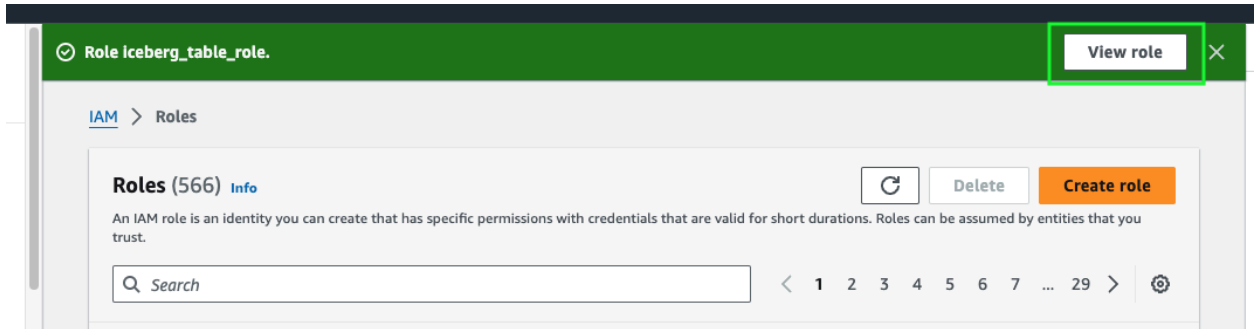 Role iceberg_table_role.
View role
IAM > Roles
Roles (566) Info
Delete
Create role
An IAM role is an identity you can create that has specific permissions with credentials that are valid for short durations. Roles can be assumed by entities that you
trust.
Search
1 2 3 4 5 6 7 ... 29